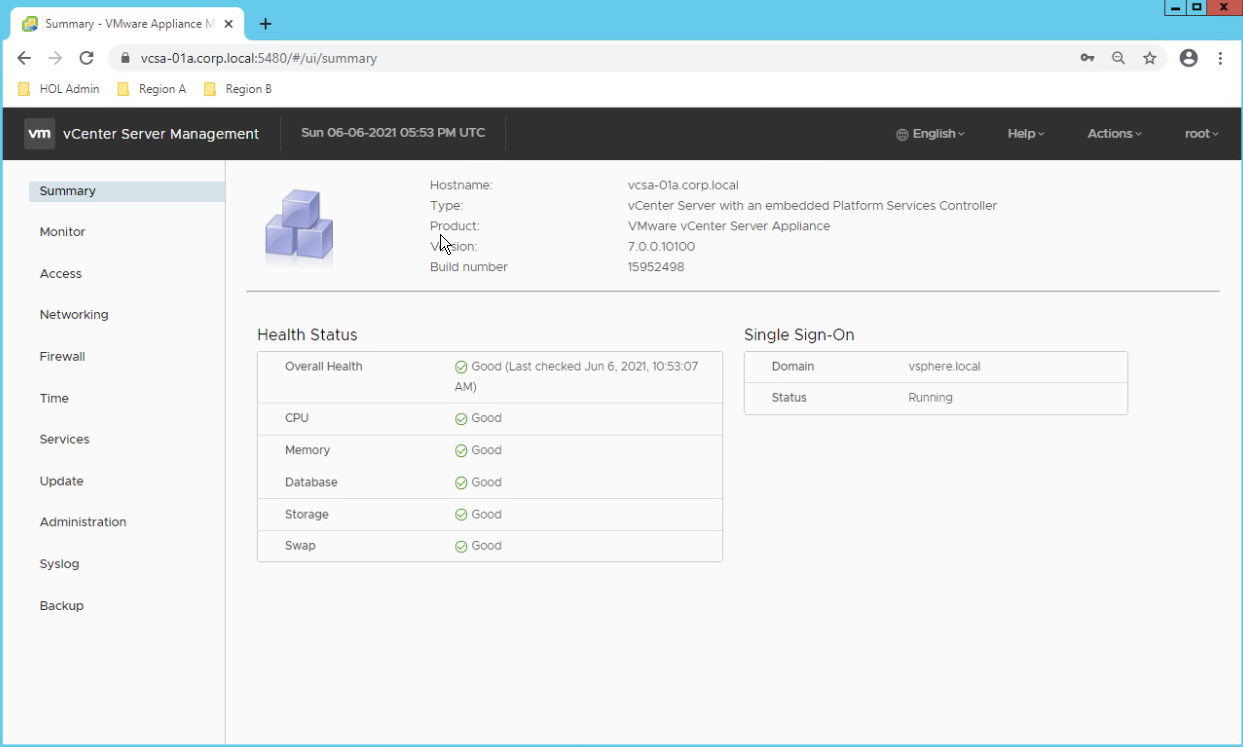 Summary - VMware Appliance M
vcsa-01a.corp.local:5480/#/ui/summary
HOL Admin Region A Region B
vm vCenter Server Management Sun 06-06-2021 05:53 PM UTC English Help Actions root
Summary
Monitor
Access
Networking
Firewall
Time
Services
Update
Administration
Syslog
Backup
Hostname: vcsa-01a.corp.local
Type: vCenter Server with an embedded Platform Services Controller
Product: VMware vCenter Server Appliance
Version: 7.0.0.10100
Build number 15952498
Health Status
Overall Health Good (Last checked Jun 6, 2021, 10:53:07
AM)
CPU Good
Memory Good
Database Good
Storage Good
Swap Good
Single Sign-On
Domain vsphere.local
Status Running